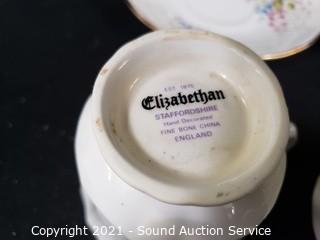 EST 1875
Elizabethan
STAFFORDSHIRE
Hand Decorated
FINE BONE CHINA
ENGLAND
Copyright 2021 - Sound Auction Service